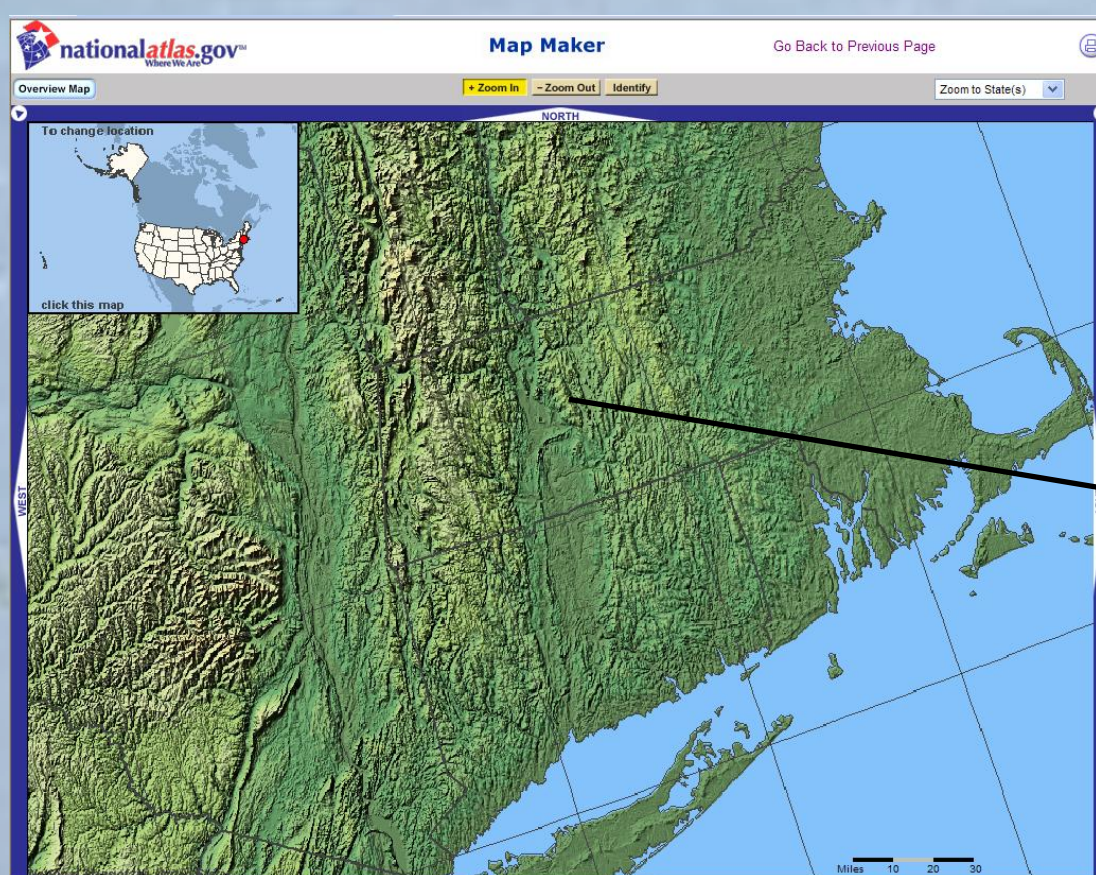 nationalatlas.gov™
Where We Are
Map Maker
Go Back to Previous Page
Overview Map
+ Zoom In
– Zoom Out
Identify
Zoom to State(s)
NORTH
To change location
click this map
WEST
Miles 10 20 30